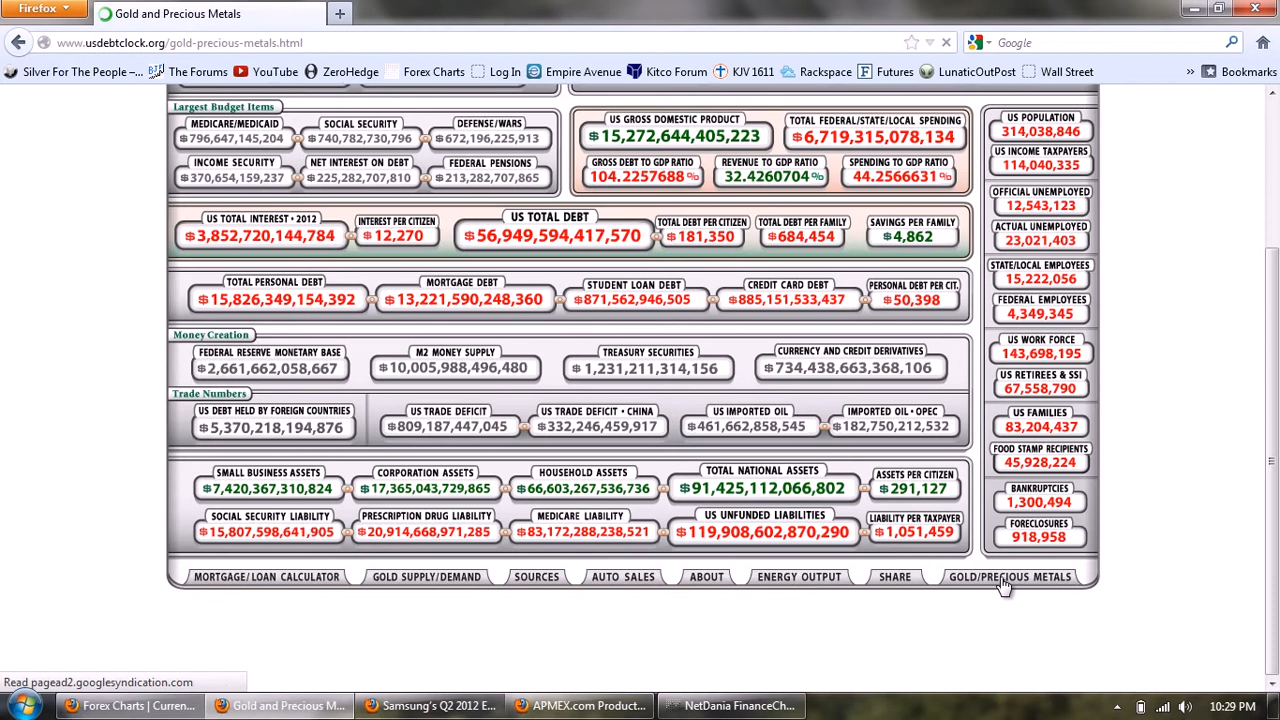 Firefox
Gold and Precious Metals
www.usdebtclock.org/gold-precious-metals.html
Google
Silver For The People –...
The Forums
YouTube
ZeroHedge
Forex Charts
Log In
Empire Avenue
Kitco Forum
KJV 1611
Rackspace
Futures
LunaticOutPost
Wall Street
»
Bookmarks
Largest Budget Items
MEDICARE/MEDICAID SOCIAL SECURITY DEFENSE/WARS
$796,647,145,204 $740,782,730,796 $672,196,225,913
INCOME SECURITY NET INTEREST ON DEBT FEDERAL PENSIONS
$370,654,159,237 $225,282,707,810 $213,282,707,865
US GROSS DOMESTIC PRODUCT TOTAL FEDERAL/STATE/LOCAL SPENDING
$15,272,644,405,223 $6,719,315,078,134
GROSS DEBT TO GDP RATIO REVENUE TO GDP RATIO SPENDING TO GDP RATIO
104.2257688% 32.4260704% 44.2566631%
US TOTAL INTEREST • 2012 INTEREST PER CITIZEN US TOTAL DEBT TOTAL DEBT PER CITIZEN TOTAL DEBT PER FAMILY SAVINGS PER FAMILY
$3,852,720,144,784 $12,270 $56,949,594,417,570 $181,350 $684,454 $4,862
TOTAL PERSONAL DEBT MORTGAGE DEBT STUDENT LOAN DEBT CREDIT CARD DEBT PERSONAL DEBT PER CIT.
$15,826,349,154,392 $13,221,590,248,360 $871,562,946,505 $885,151,533,437 $50,398
Money Creation
FEDERAL RESERVE MONETARY BASE M2 MONEY SUPPLY TREASURY SECURITIES CURRENCY AND CREDIT DERIVATIVES
$2,661,662,058,667 $10,005,988,496,480 $1,231,211,314,156 $734,438,663,368,106
Trade Numbers
US DEBT HELD BY FOREIGN COUNTRIES US TRADE DEFICIT US TRADE DEFICIT • CHINA US IMPORTED OIL IMPORTED OIL • OPEC
$5,370,218,194,876 $809,187,447,045 $332,246,459,917 $461,662,858,545 $182,750,212,532
SMALL BUSINESS ASSETS CORPORATION ASSETS HOUSEHOLD ASSETS TOTAL NATIONAL ASSETS ASSETS PER CITIZEN
$7,420,367,310,824 $17,365,043,729,865 $66,603,267,536,736 $91,425,112,066,802 $291,127
SOCIAL SECURITY LIABILITY PRESCRIPTION DRUG LIABILITY MEDICARE LIABILITY US UNFUNDED LIABILITIES LIABILITY PER TAXPAYER
$15,807,598,641,905 $20,914,668,971,285 $83,172,288,238,521 $119,908,602,870,290 $1,051,459
US POPULATION
314,038,846
US INCOME TAXPAYERS
114,040,335
OFFICIAL UNEMPLOYED
12,543,123
ACTUAL UNEMPLOYED
23,021,403
STATE/LOCAL EMPLOYEES
15,222,056
FEDERAL EMPLOYEES
4,349,345
US WORK FORCE
143,698,195
US RETIREES & SSI
67,558,790
US FAMILIES
83,204,437
FOOD STAMP RECIPIENTS
45,928,224
BANKRUPTCIES
1,300,494
FORECLOSURES
918,958
MORTGAGE/LOAN CALCULATOR GOLD SUPPLY/DEMAND SOURCES AUTO SALES ABOUT ENERGY OUTPUT SHARE GOLD/PRECIOUS METALS
Read pagead2.googlesyndication.com
Forex Charts | Curren...
Gold and Precious M...
Samsung's Q2 2012 E...
APMEX.com Product...
NetDania FinanceCh...
10:29 PM